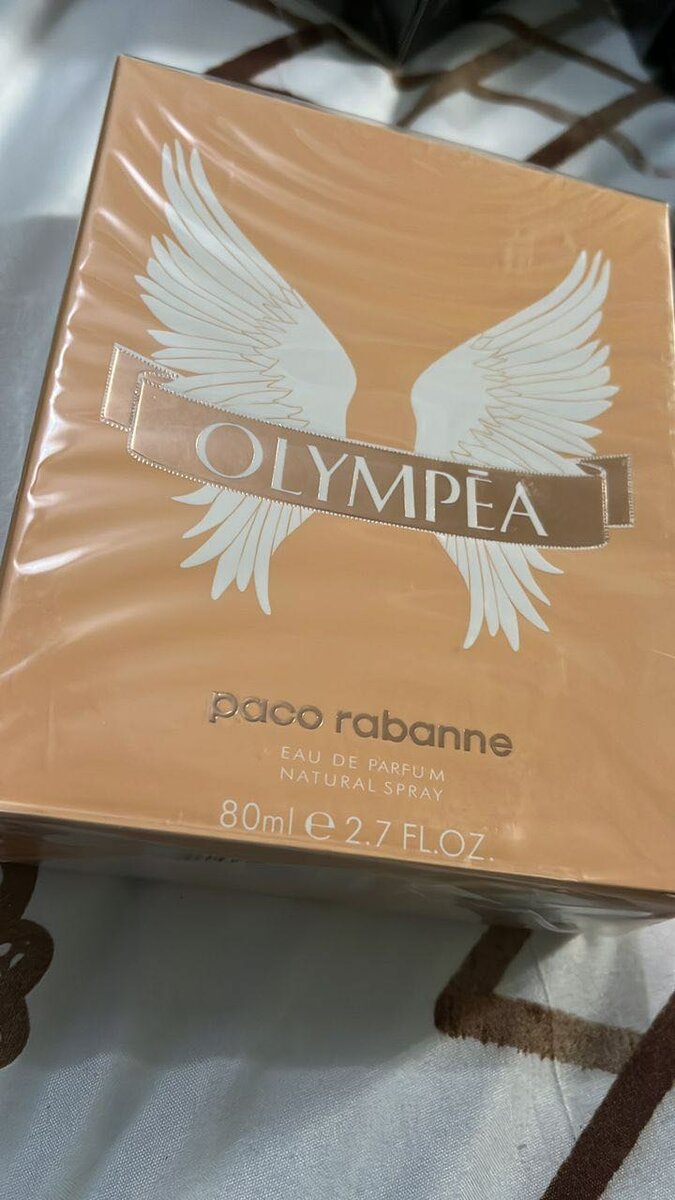 OLYMPĒA
paco rabanne
EAU DE PARFUM
NATURAL SPRAY
80ml ℮ 2.7 FL.OZ.